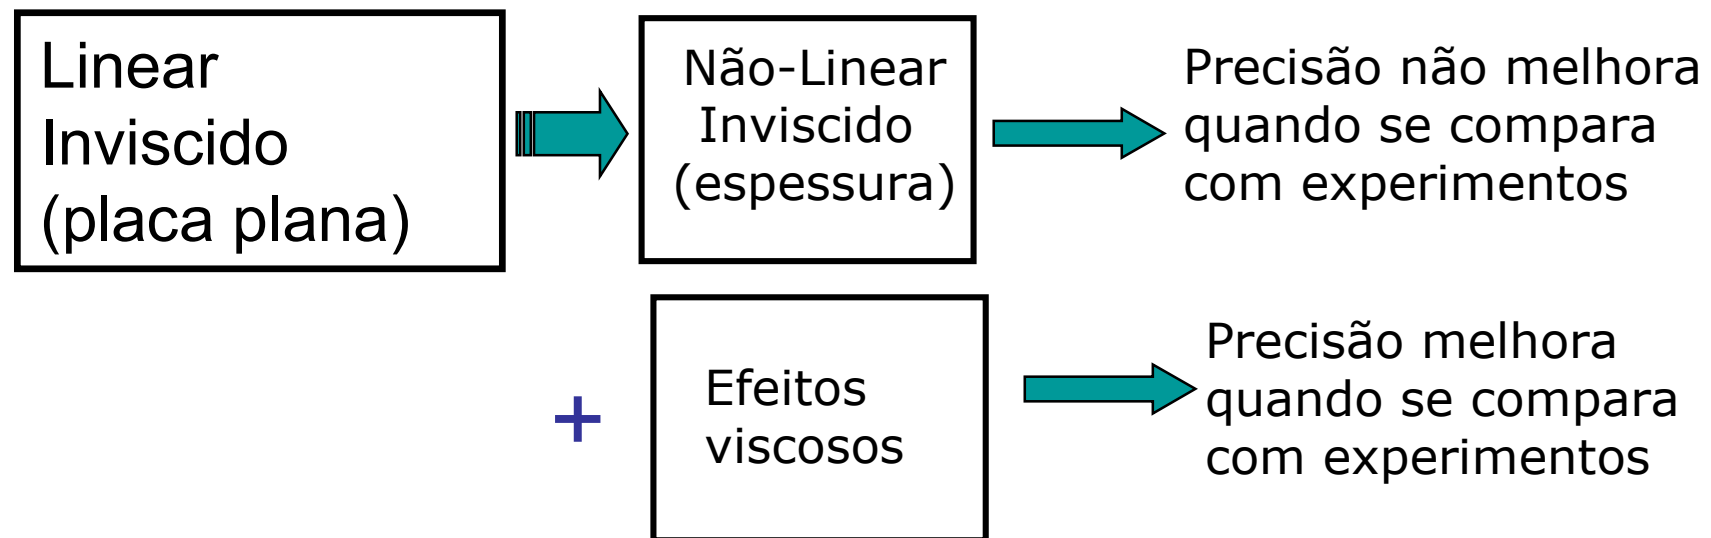 Linear
Inviscido
(placa plana)
Não-Linear
Inviscido
(espessura)
Precisão não melhora
quando se compara
com experimentos
+
Efeitos
viscosos
Precisão melhora
quando se compara
com experimentos